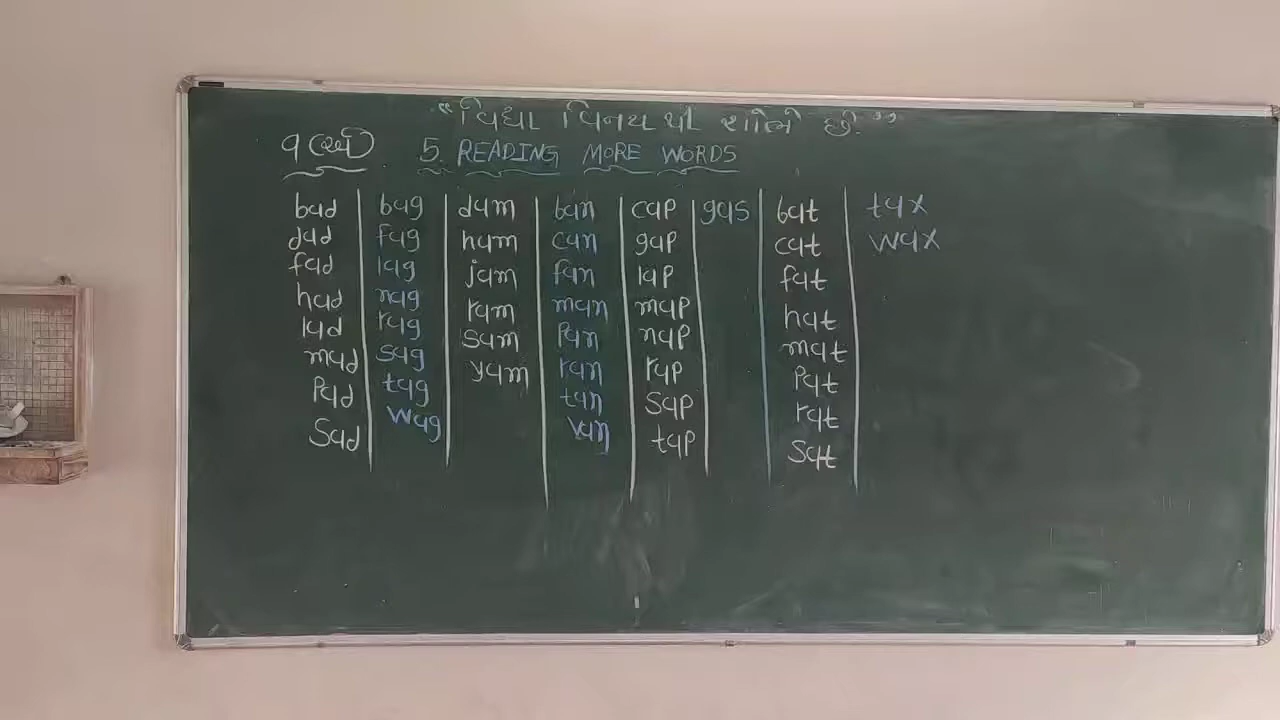 “વિદ્યા વિનય થી શોભે છે.”
5. READING MORE WORDS
bad bag dam ban cap gas bat tax
dad fag ham can gap cat wax
fad lag jam fan lap fat
had nag ram man map hat
lad rag sam pan nap mat
mad sag yam ran rap pat
pad tag tan sap rat
sad wag van tap sat